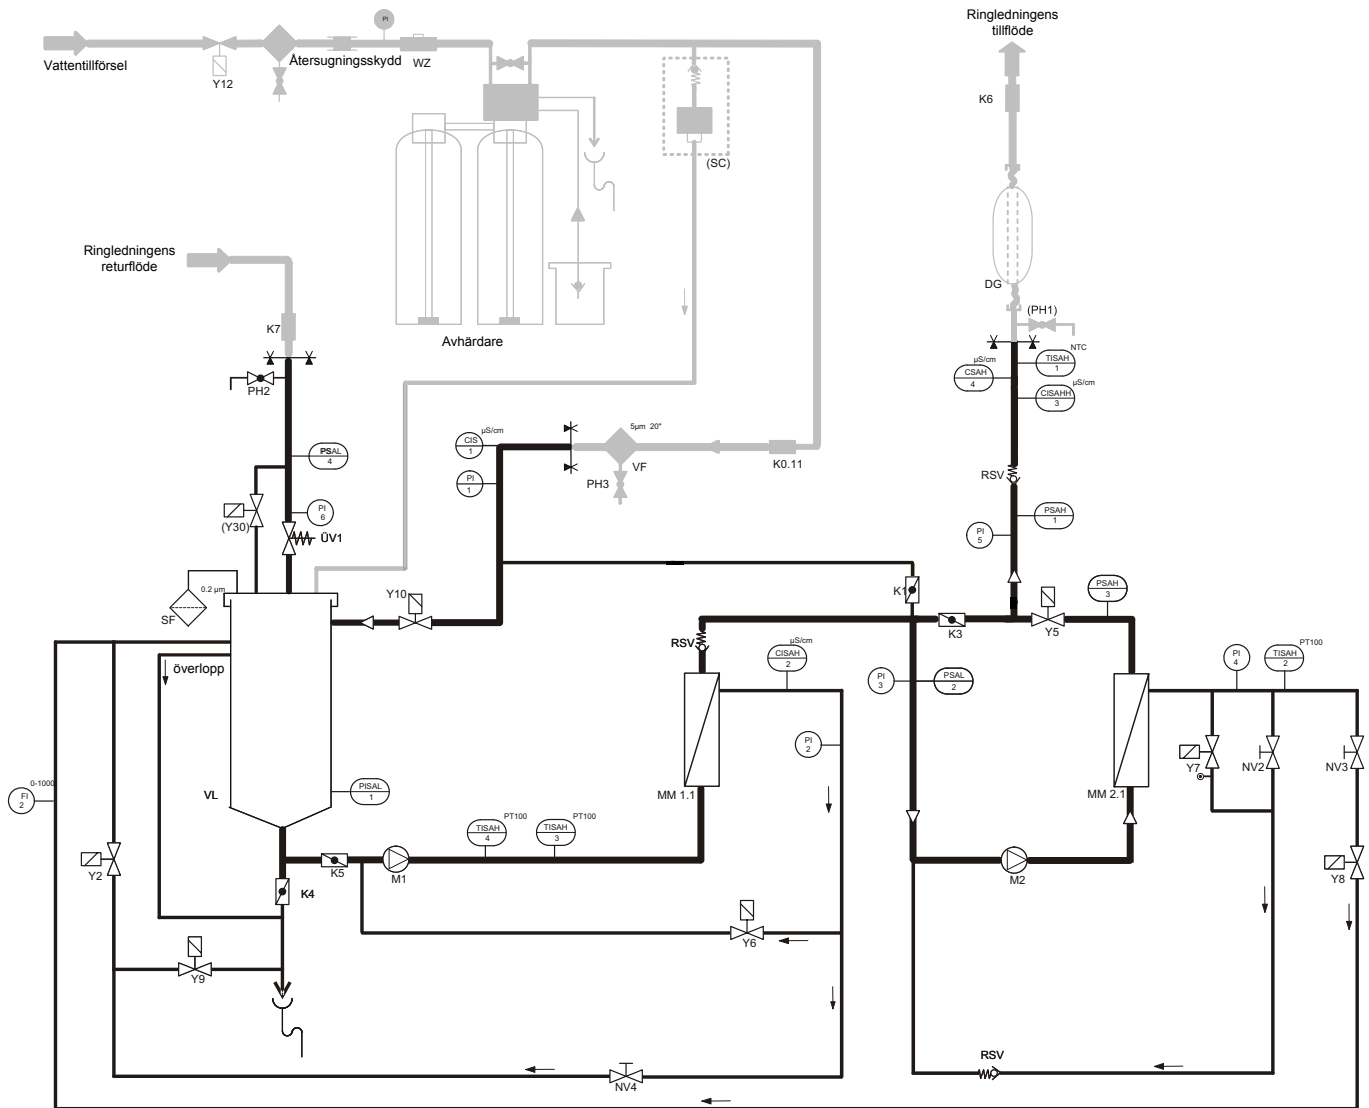 Ringledningens
tillflöde
PI
Vattentillförsel
Återsugningsskydd
WZ
Y12
K6
(SC)
Ringledningens
returflöde
DG
(PH1)
K7
Avhärdare
NTC
TISAH
1
µS/cm
CSAH
4
PH2
µS/cm
CISAHH
3
CIS
1
µS/cm
5µm 20"
VF
K0.11
PSAL
4
PI
1
PH3
RSV
PI
6
(Y30)
ÜV1
PSAH
1
PI
5
0.2 µm
SF
Y10
K1
PSAH
3
K3
Y5
RSV
µS/cm
CISAH
2
överlopp
PI
3
PSAL
2
PI
4
TISAH
2
PT100
PI
2
Y7
NV2
NV3
0-1000
FI
2
VL
PISAL
1
MM 1.1
MM 2.1
TISAH
4
PT100
TISAH
3
PT100
Y2
K5
M1
M2
Y8
K4
Y6
Y9
RSV
NV4